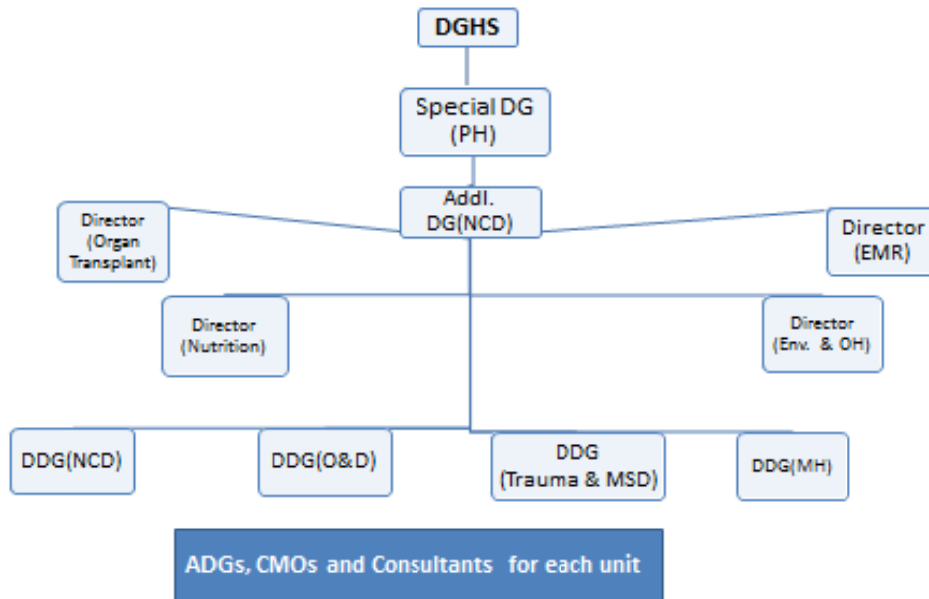 DGHS
Special DG
(PH)
Addl.
DG(NCD)
Director
(Organ
Transplant)
Director
(EMR)
Director
(Nutrition)
Director
(Env. & OH)
DDG(NCD)
DDG(O&D)
DDG
(Trauma & MSD)
DDG(MH)
ADGs, CMOs and Consultants for each unit